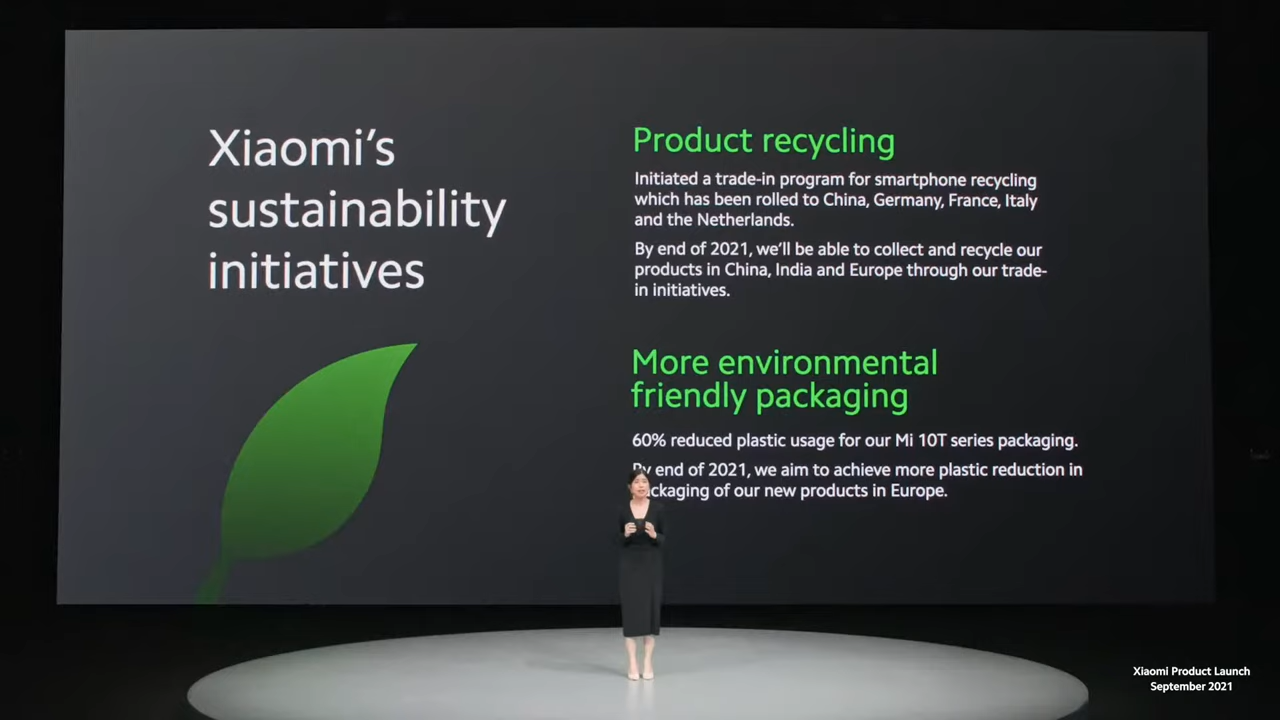 Xiaomi's
sustainability
initiatives
Product recycling
Initiated a trade-in program for smartphone recycling
which has been rolled to China, Germany, France, Italy
and the Netherlands.
By end of 2021, we'll be able to collect and recycle our
products in China, India and Europe through our trade-
in initiatives.
More environmental
friendly packaging
60% reduced plastic usage for our Mi 10T series packaging.
By end of 2021, we aim to achieve more plastic reduction in
packaging of our new products in Europe.
Xiaomi Product Launch
September 2021